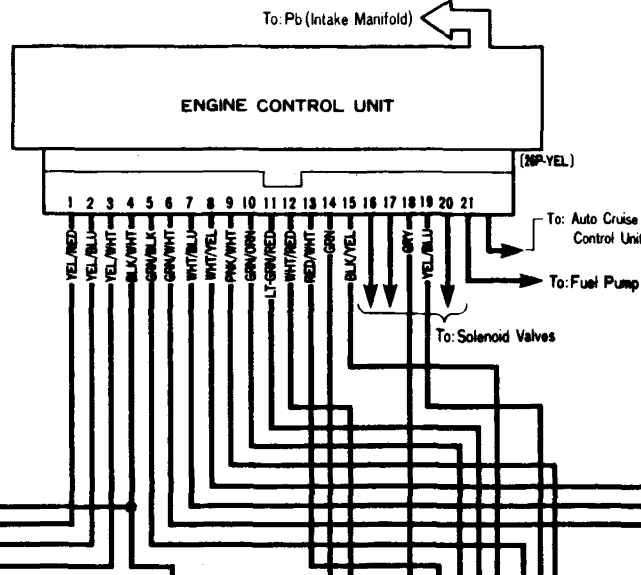 To: Pb (Intake Manifold)
ENGINE CONTROL UNIT
(26P-YEL)
1 2 3 4 5 6 7 8 9 10 11 12 13 14 15 16 17 18 19 20 21
YEL/RED
YEL/BLU
YEL/WHT
BLK/WHT
GRN/BLK
GRN/WHT
WHT/BLU
WHT/YEL
PNK/WHT
GRN/ORN
LT-GRN/RED
WHT/RED
RED/WHT
GRN
BLK/YEL
GRY
YEL/BLU
To: Auto Cruise
Control Unit
To: Fuel Pump
To: Solenoid Valves